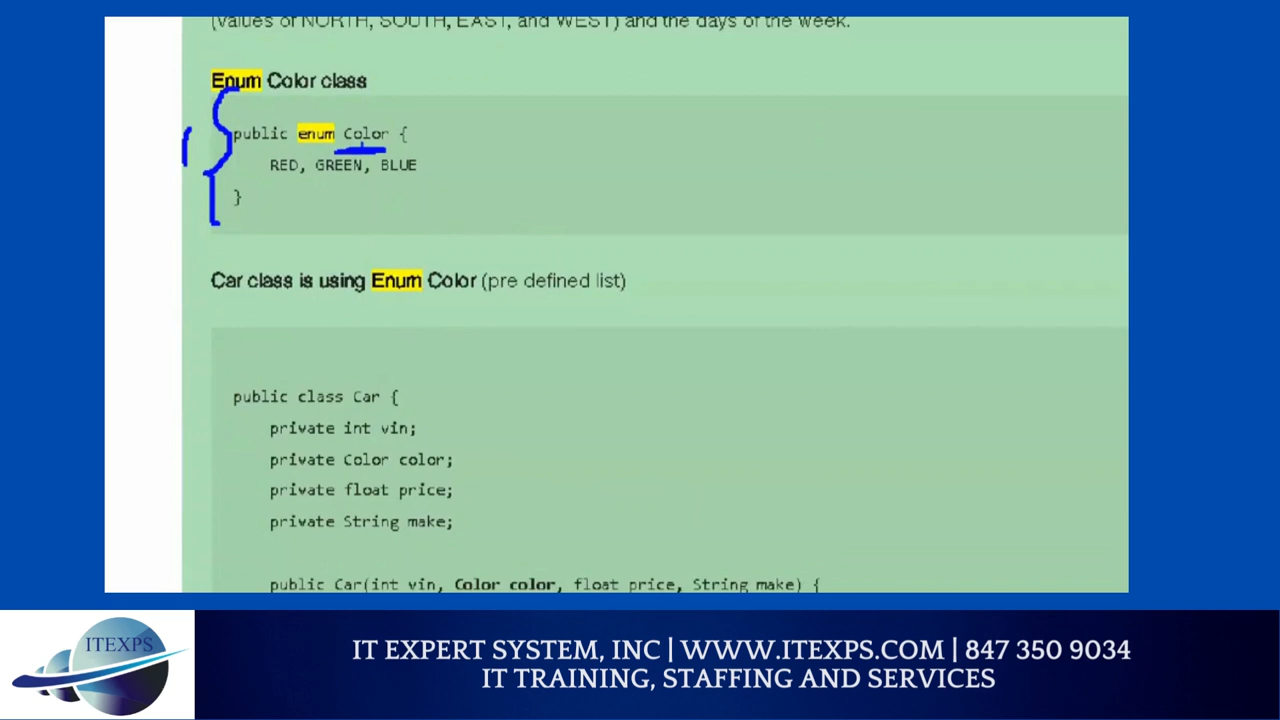 (values of NORTH, SOUTH, EAST, and WEST) and the days of the week.
Enum Color class
public enum Color {
RED, GREEN, BLUE
}
Car class is using Enum Color (pre defined list)
public class Car {
private int vin;
private Color color;
private float price;
private String make;
public Car(int vin, Color color, float price, String make) {
ITEXPS
IT EXPERT SYSTEM, INC | WWW.ITEXPS.COM | 847 350 9034
IT TRAINING, STAFFING AND SERVICES